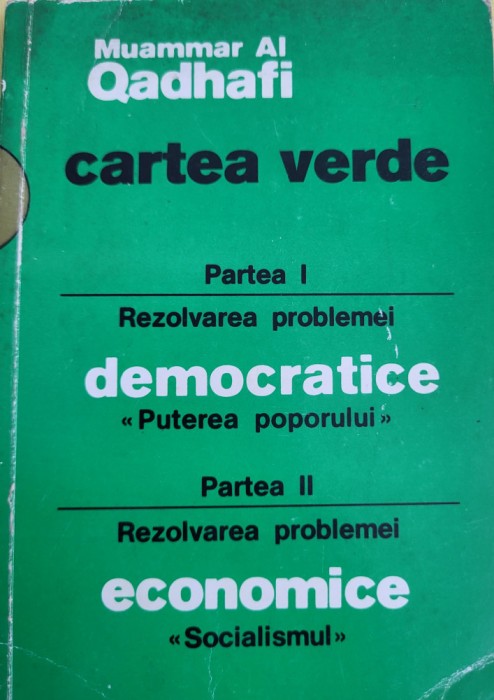 Muammar Al
Qadhafi
cartea verde
Partea I
Rezolvarea problemei
democratice
«Puterea poporului»
Partea II
Rezolvarea problemei
economice
«Socialismul»